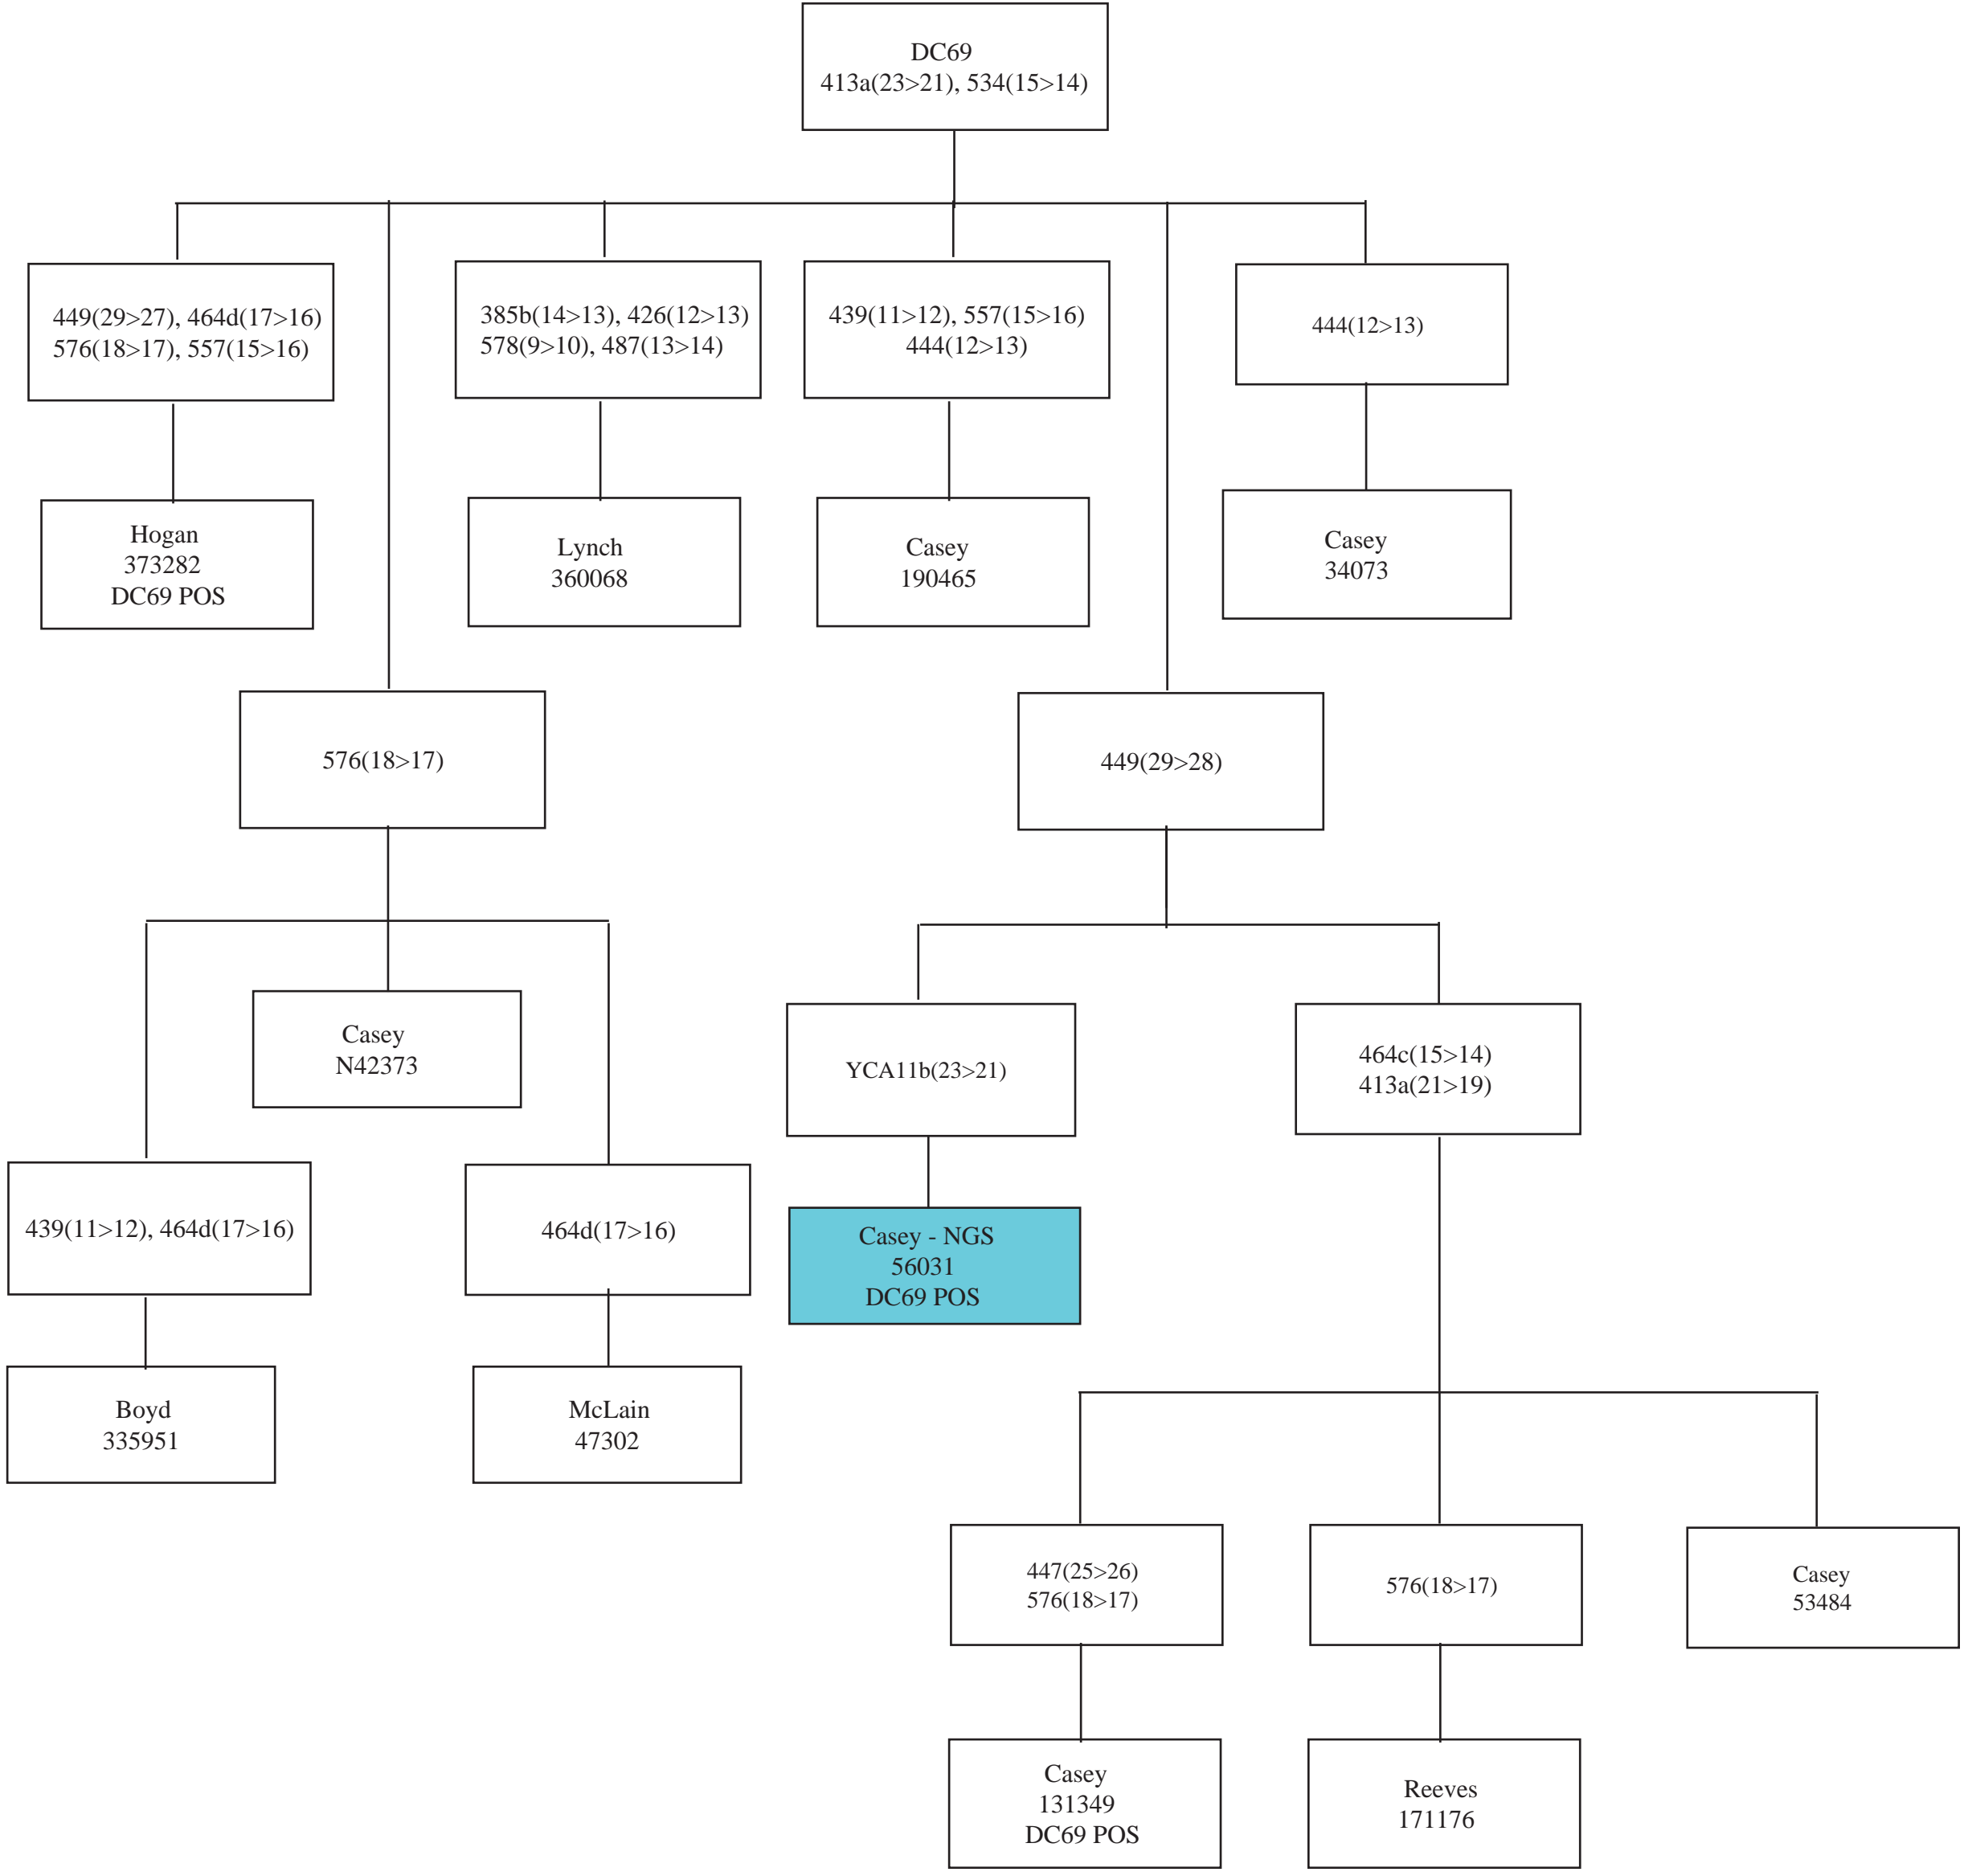 DC69
413a(23>21), 534(15>14)
449(29>27), 464d(17>16)
576(18>17), 557(15>16)
385b(14>13), 426(12>13)
578(9>10), 487(13>14)
439(11>12), 557(15>16)
444(12>13)
444(12>13)
Hogan
373282
DC69 POS
Lynch
360068
Casey
190465
Casey
34073
576(18>17)
449(29>28)
Casey
N42373
YCA11b(23>21)
464c(15>14)
413a(21>19)
439(11>12), 464d(17>16)
464d(17>16)
Casey - NGS
56031
DC69 POS
Boyd
335951
McLain
47302
447(25>26)
576(18>17)
576(18>17)
Casey
53484
Casey
131349
DC69 POS
Reeves
171176